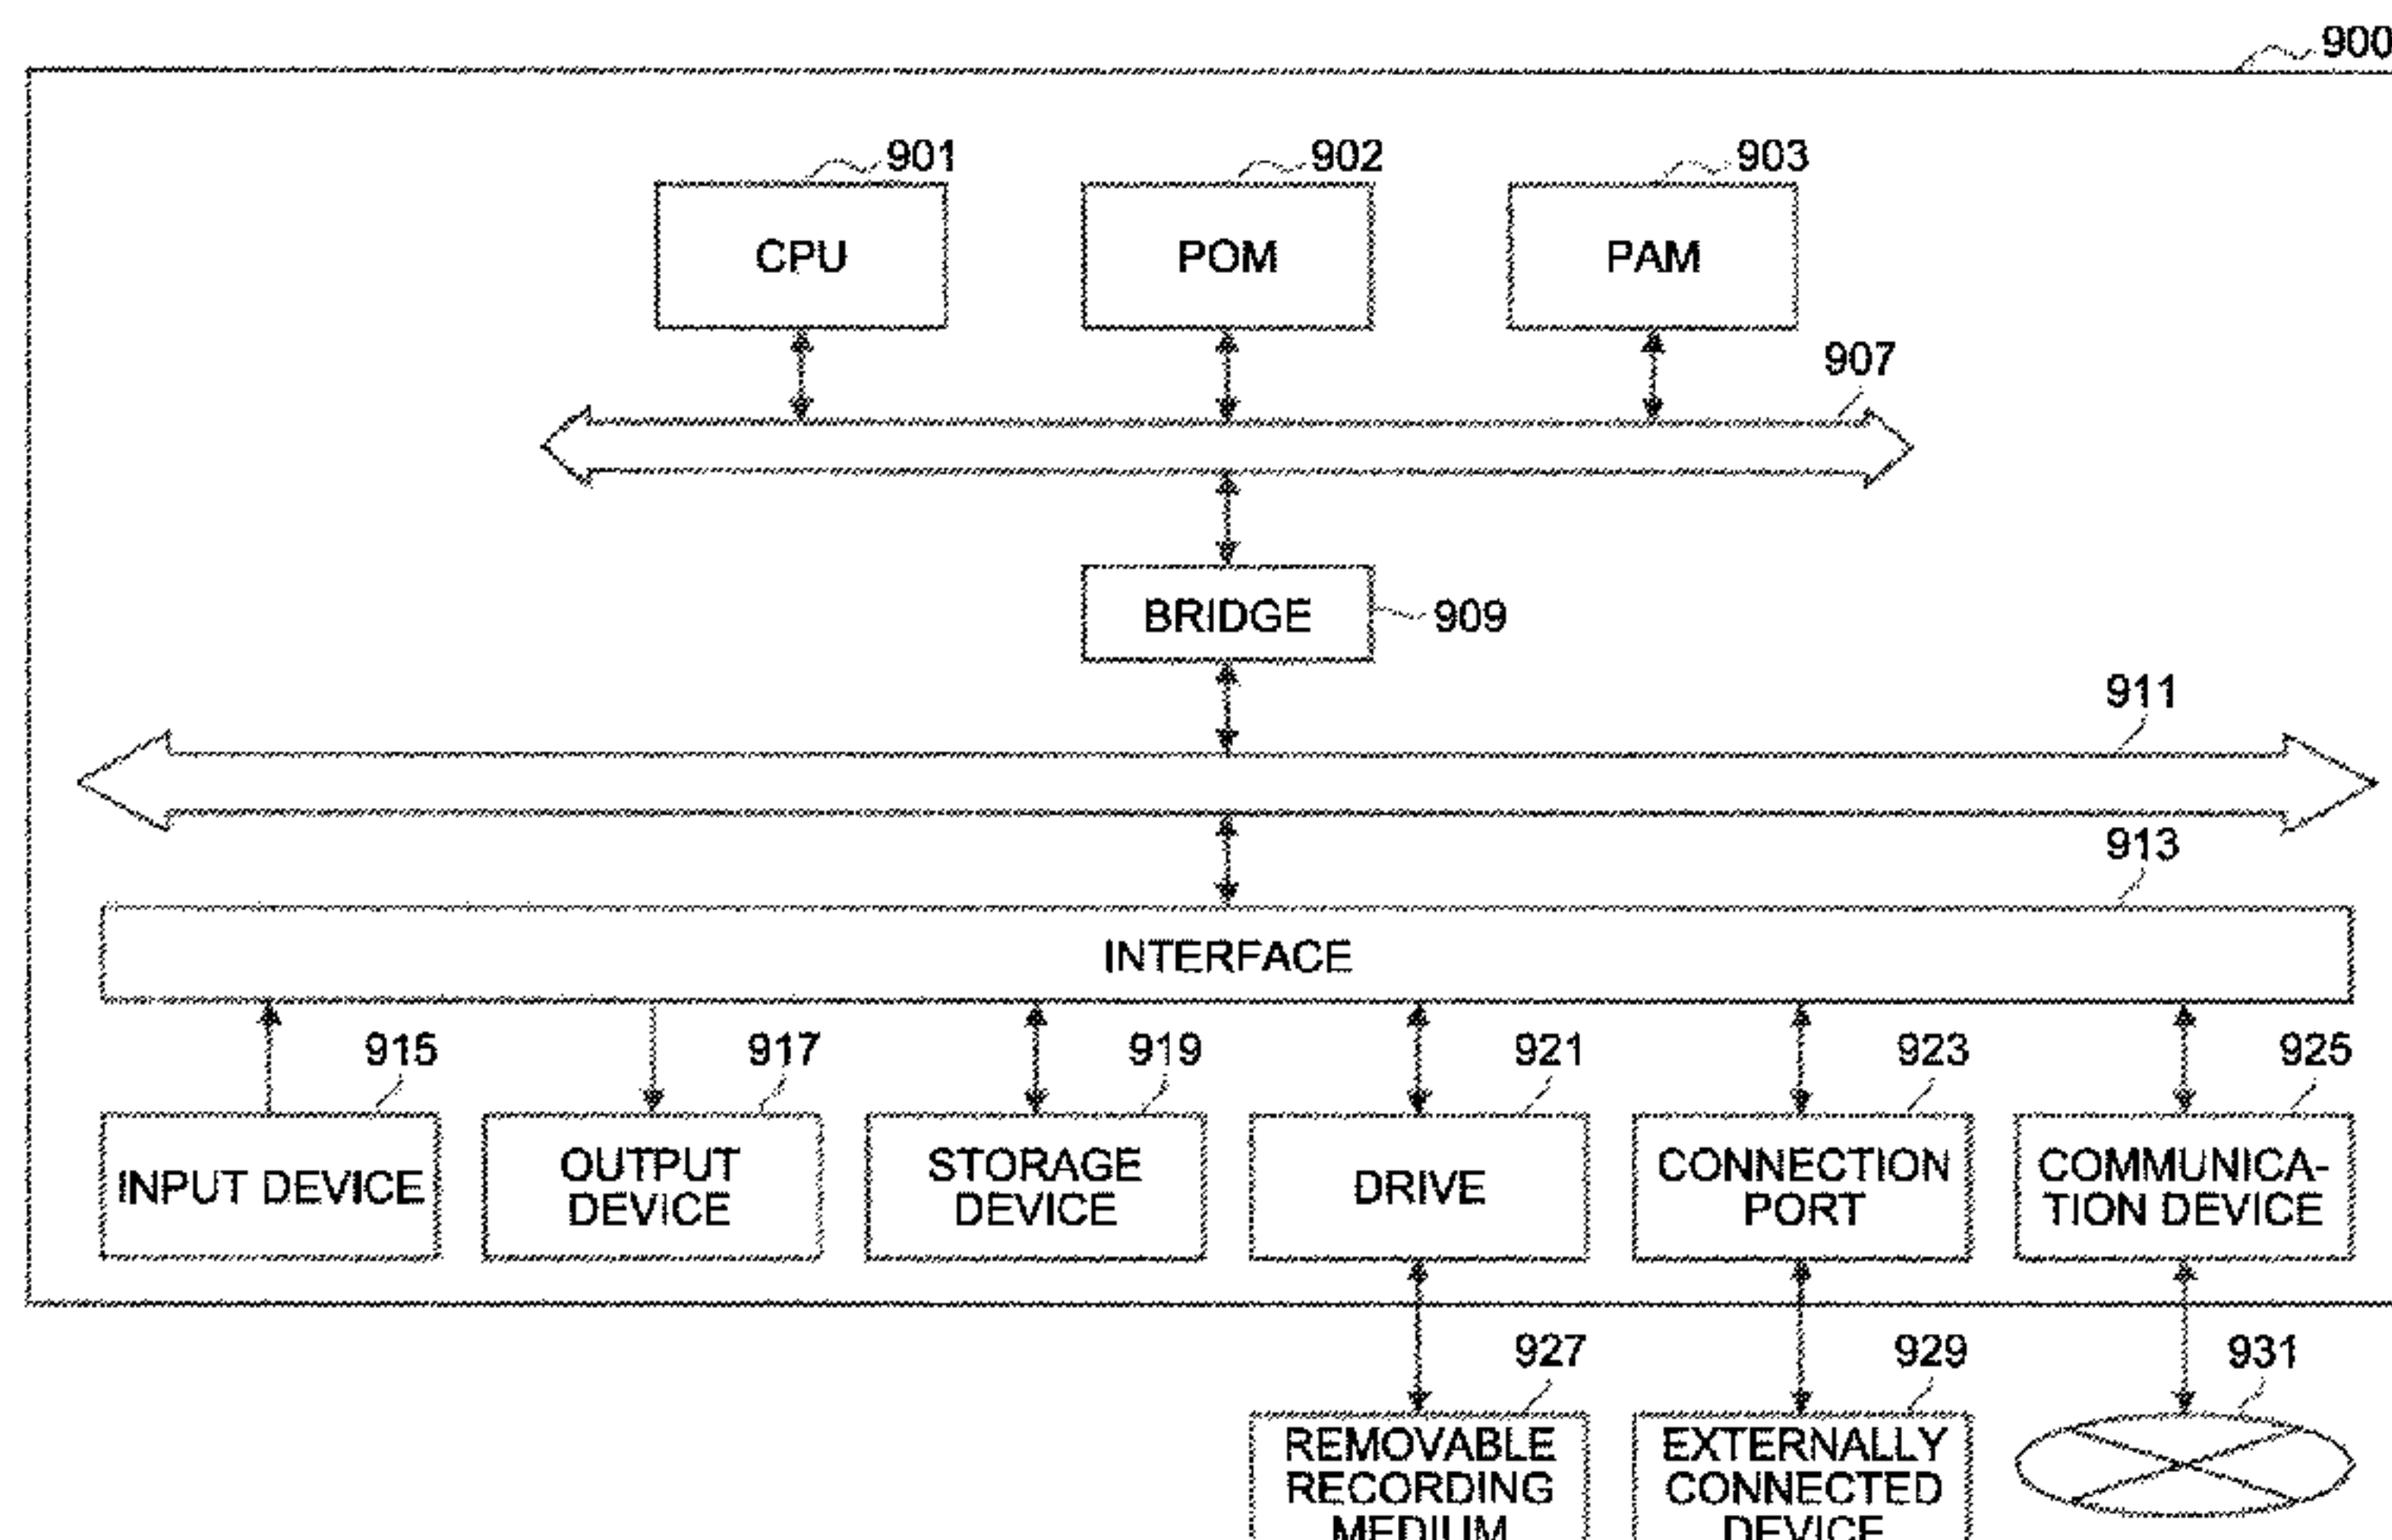 900
901
902
903
CPU
POM
PAM
907
BRIDGE
909
911
913
INTERFACE
915
917
919
921
923
925
INPUT DEVICE
OUTPUT
DEVICE
STORAGE
DEVICE
DRIVE
CONNECTION
PORT
COMMUNICA-
TION DEVICE
927
929
931
REMOVABLE
RECORDING
MEDIUM
EXTERNALLY
CONNECTED
DEVICE